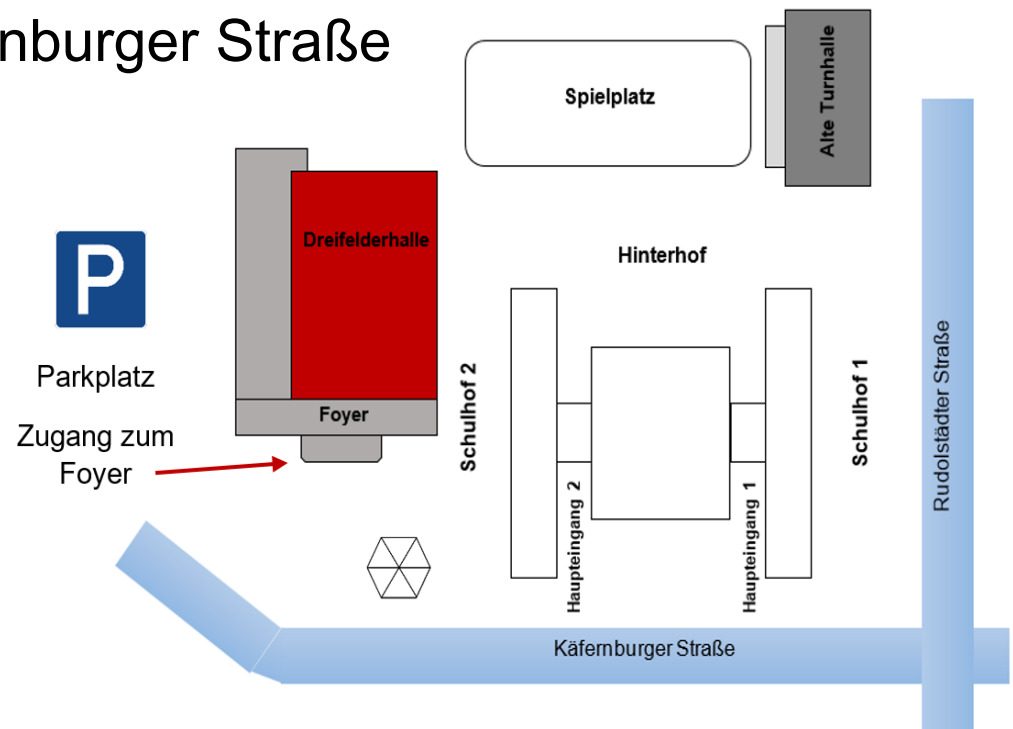 nburger Straße
Spielplatz
Alte Turnhalle
Dreifelderhalle
Hinterhof
P
Parkplatz
Zugang zum
Foyer
Foyer
Schulhof 2
Schulhof 1
Rudolstädter Straße
Haupteingang 2
Haupteingang 1
Käfernburger Straße